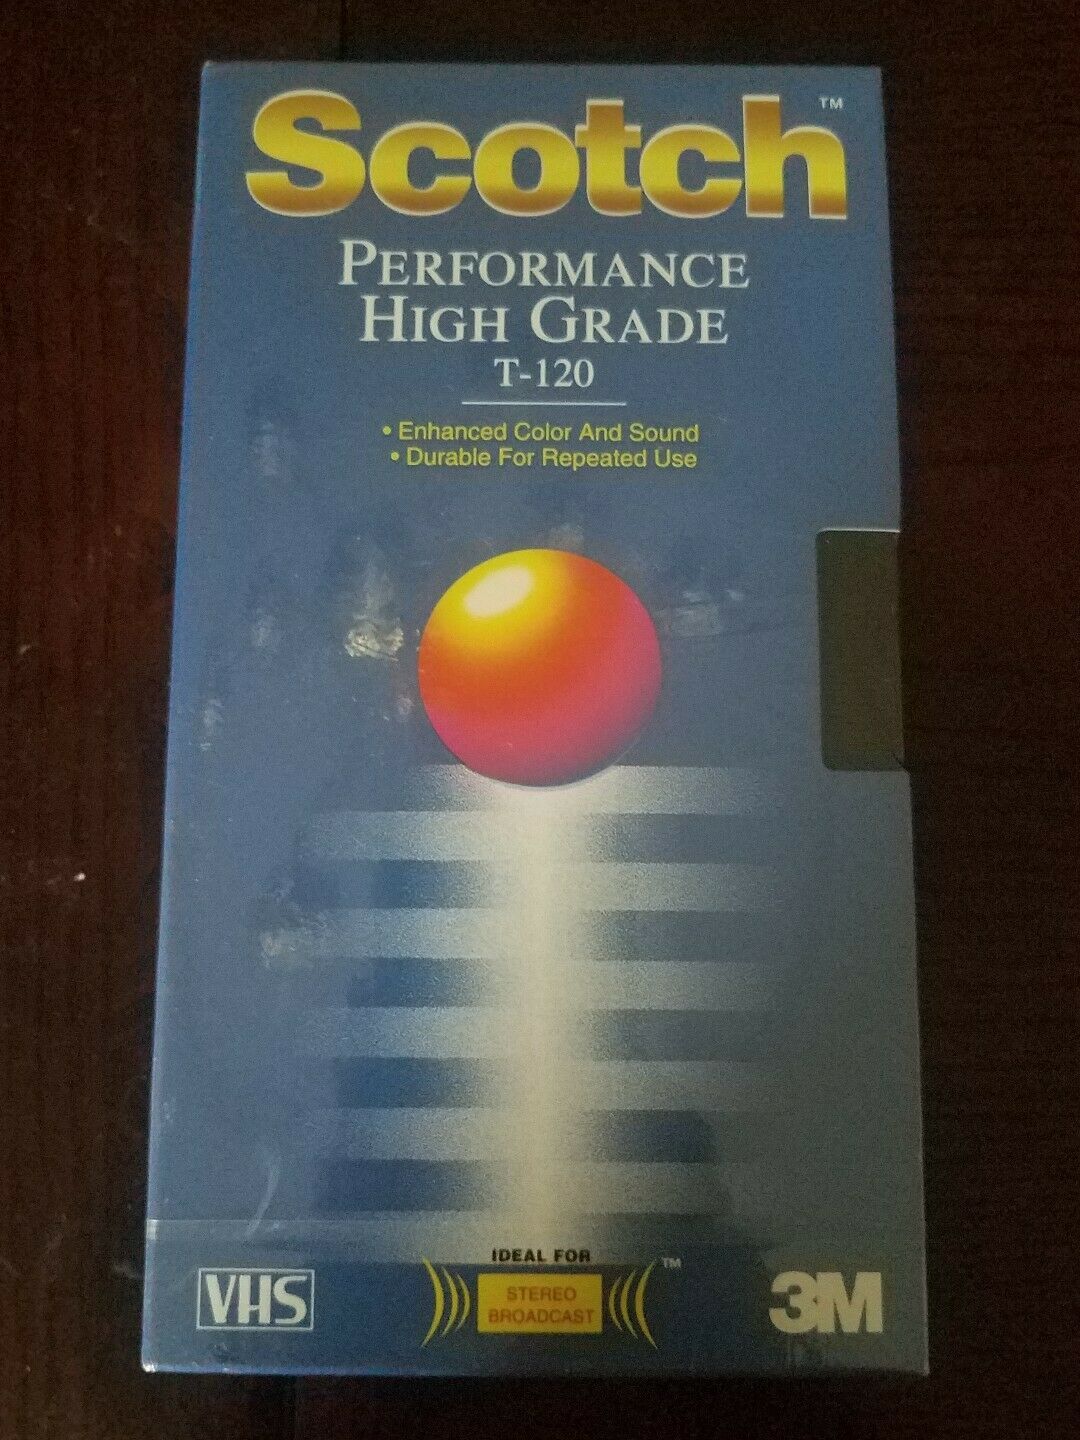 Scotch™
PERFORMANCE
HIGH GRADE
T-120
• Enhanced Color And Sound
• Durable For Repeated Use
IDEAL FOR
STEREO
BROADCAST
™
VHS
3M